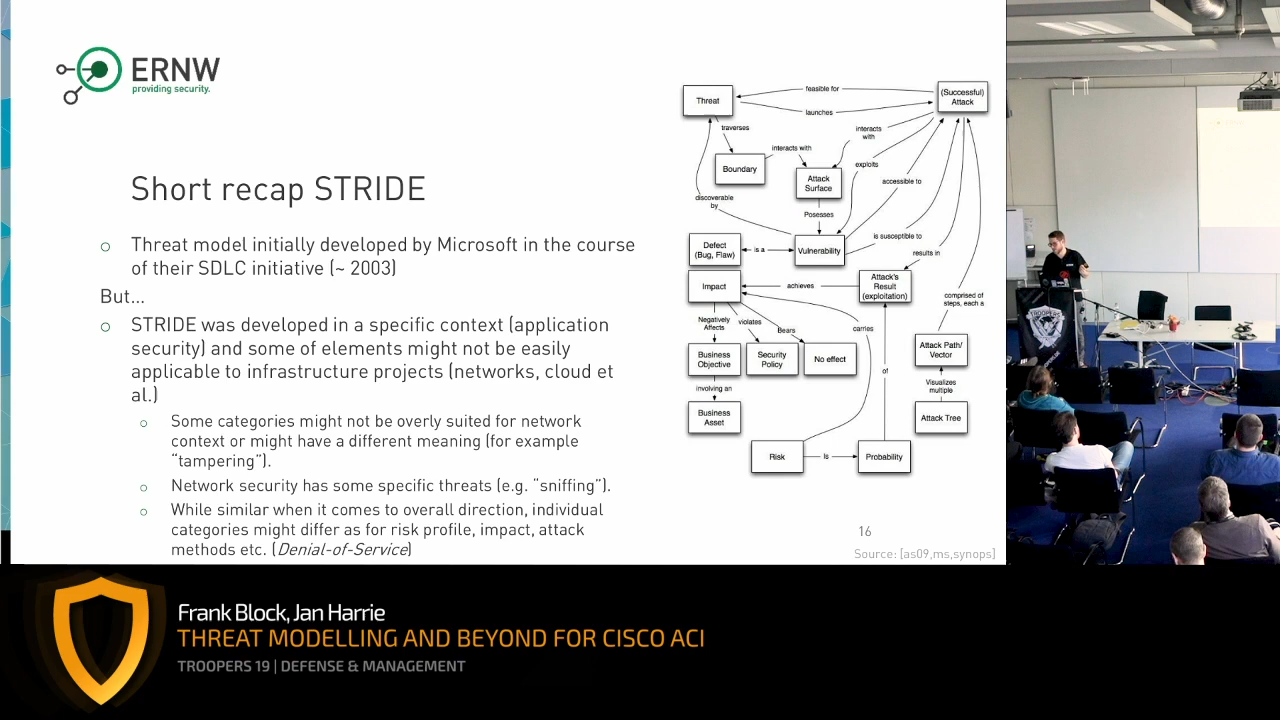 ERNW
providing security.
Short recap STRIDE
o Threat model initially developed by Microsoft in the course
of their SDLC initiative (~ 2003)
But...
o STRIDE was developed in a specific context (application
security) and some of elements might not be easily
applicable to infrastructure projects (networks, cloud et
al.)
o Some categories might not be overly suited for network
context or might have a different meaning (for example
“tampering”).
o Network security has some specific threats (e.g. “sniffing”).
o While similar when it comes to overall direction, individual
categories might differ as for risk profile, impact, attack
methods etc. (Denial-of-Service)
Threat
feasible for
launches
(Successful)
Attack
traverses
interacts
with
Boundary
interacts with
Attack
Surface
exploits
accessible to
discoverable
by
Posesses
Defect
(Bug, Flaw)
is a
Vulnerability
is susceptible to
results in
Impact
achieves
Attack's
Result
(exploitation)
comprised of
steps, each a
Negatively
Affects
violates
Bears
carries
Business
Objective
Security
Policy
No effect
of
Attack Path/
Vector
involving an
Visualizes
multiple
Business
Asset
Attack Tree
Risk
Is
Probability
16
Source: [as09,ms,synops]
TROOPERS
Frank Block, Jan Harrie
THREAT MODELLING AND BEYOND FOR CISCO ACI
TROOPERS 19 | DEFENSE & MANAGEMENT